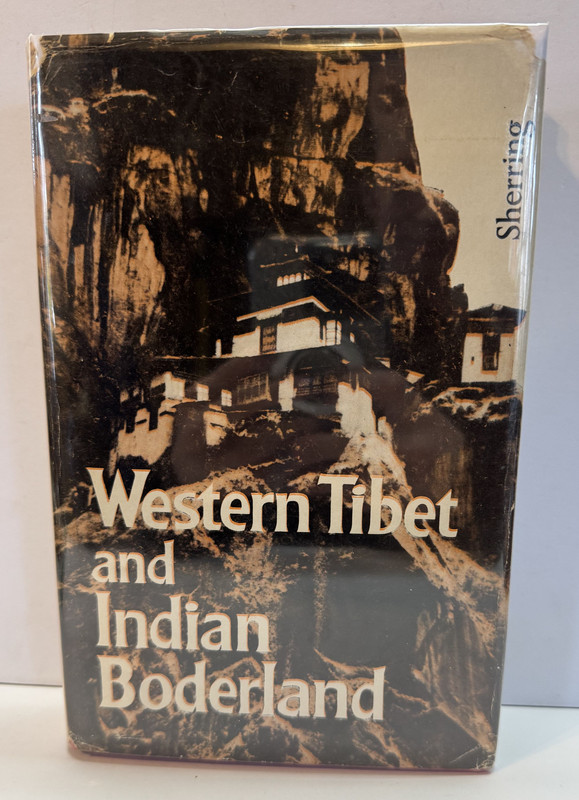 Sherring
Western Tibet
and
Indian
Boderland